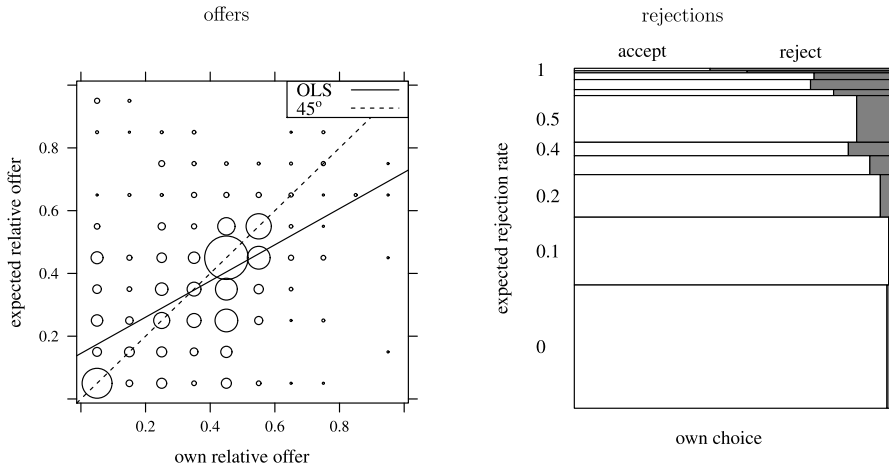 offers
OLS
45°
0.8
0.6
0.4
0.2
0.2 0.4 0.6 0.8
expected relative offer
own relative offer
rejections
accept reject
1
0.5
0.4
0.2
0.1
0
expected rejection rate
own choice